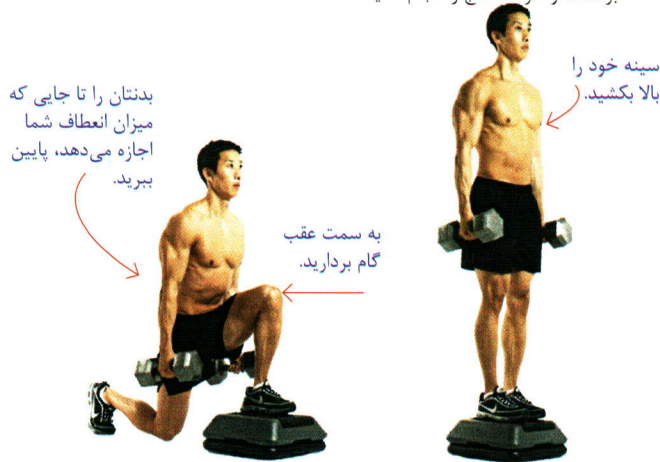 سینه خود را
بالا بکشید.
بدنتان را تا جایی که
میزان انعطاف شما
اجازه می‌دهد، پایین
ببرید.
به سمت عقب
گام بردارید.